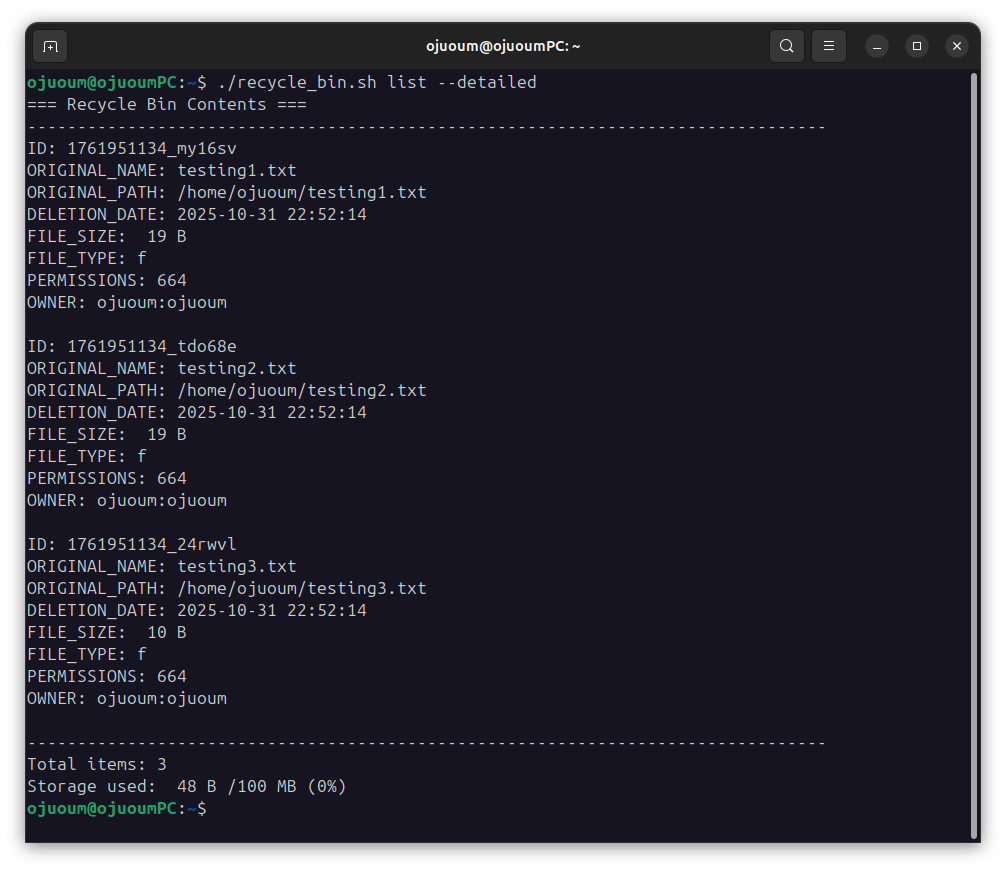 ojuoum@ojuoumPC: ~
ojuoum@ojuoumPC:~$ ./recycle_bin.sh list --detailed
=== Recycle Bin Contents ===
--------------------------------------------------------------------------------
ID: 1761951134_my16sv
ORIGINAL_NAME: testing1.txt
ORIGINAL_PATH: /home/ojuoum/testing1.txt
DELETION_DATE: 2025-10-31 22:52:14
FILE_SIZE:  19 B
FILE_TYPE: f
PERMISSIONS: 664
OWNER: ojuoum:ojuoum

ID: 1761951134_tdo68e
ORIGINAL_NAME: testing2.txt
ORIGINAL_PATH: /home/ojuoum/testing2.txt
DELETION_DATE: 2025-10-31 22:52:14
FILE_SIZE:  19 B
FILE_TYPE: f
PERMISSIONS: 664
OWNER: ojuoum:ojuoum

ID: 1761951134_24rwvl
ORIGINAL_NAME: testing3.txt
ORIGINAL_PATH: /home/ojuoum/testing3.txt
DELETION_DATE: 2025-10-31 22:52:14
FILE_SIZE:  10 B
FILE_TYPE: f
PERMISSIONS: 664
OWNER: ojuoum:ojuoum

--------------------------------------------------------------------------------
Total items: 3
Storage used:  48 B /100 MB (0%)
ojuoum@ojuoumPC:~$